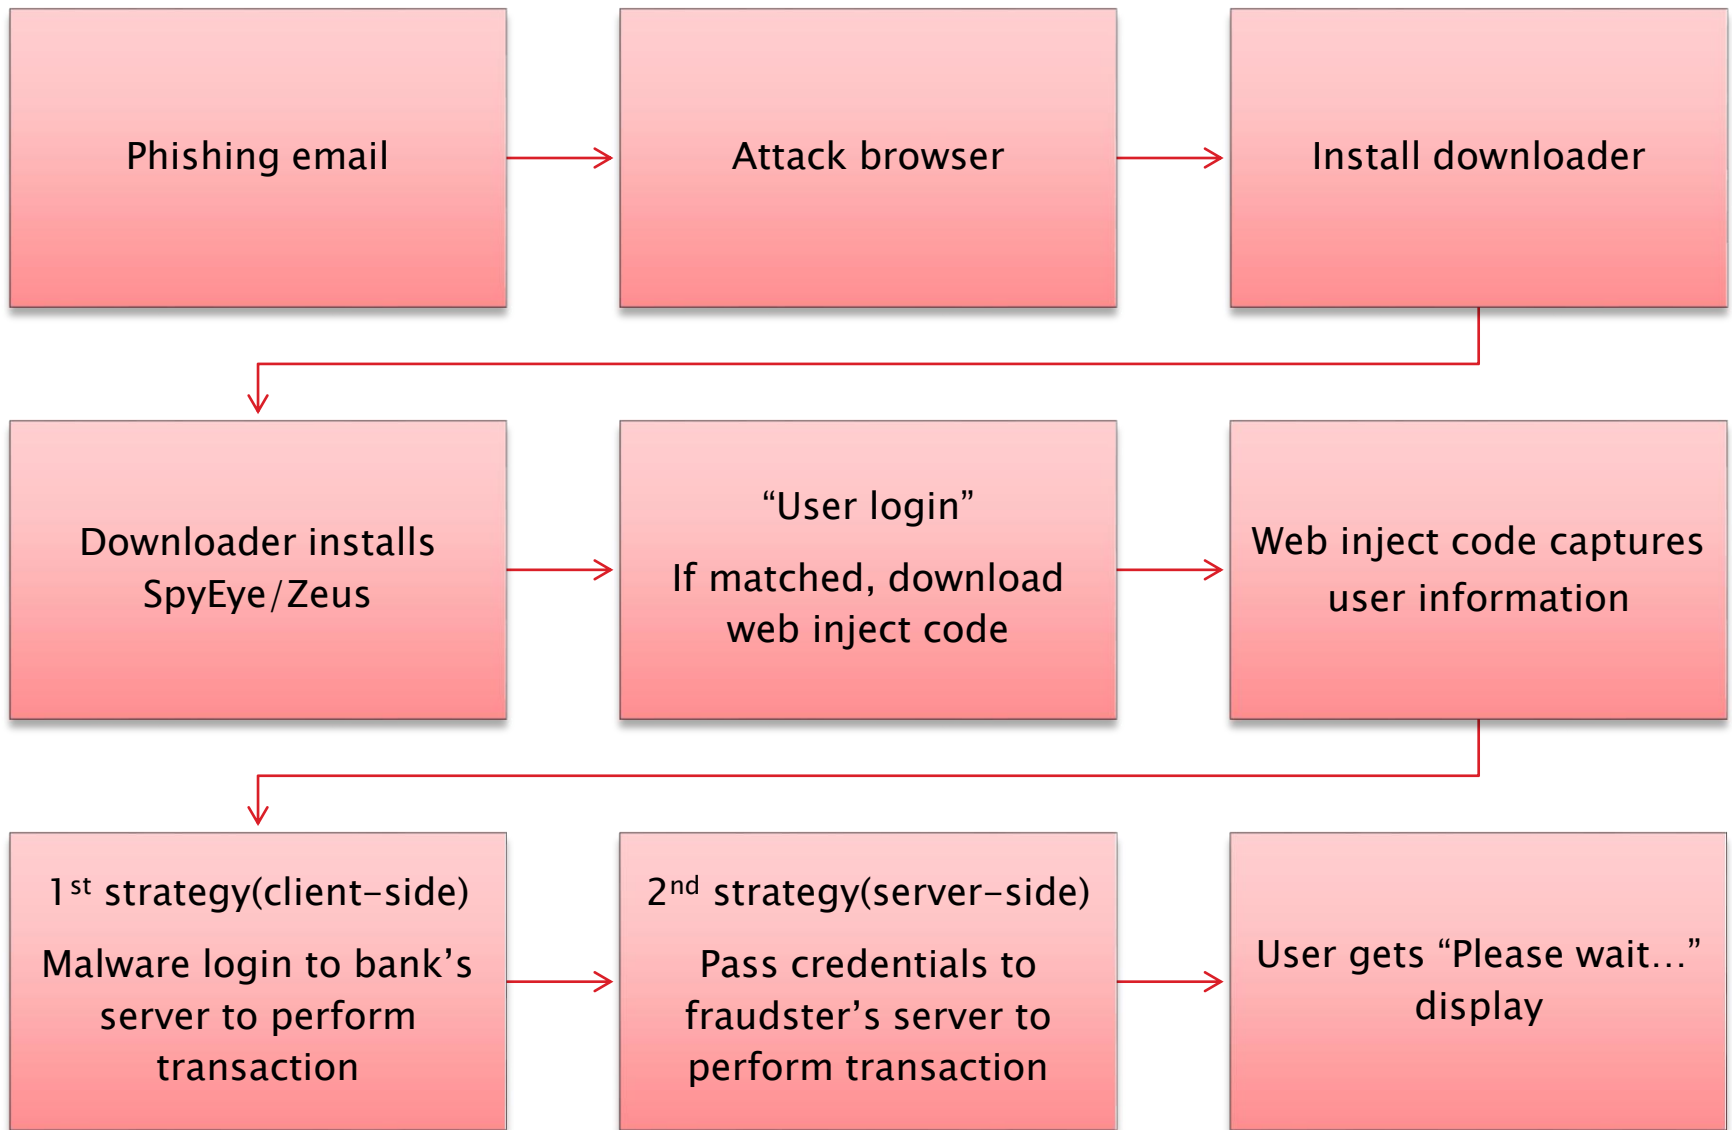 Phishing email
Attack browser
Install downloader
Downloader installs
SpyEye/Zeus
“User login”
If matched, download
web inject code
Web inject code captures
user information
1st strategy(client-side)
Malware login to bank’s
server to perform
transaction
2nd strategy(server-side)
Pass credentials to
fraudster’s server to
perform transaction
User gets “Please wait…”
display